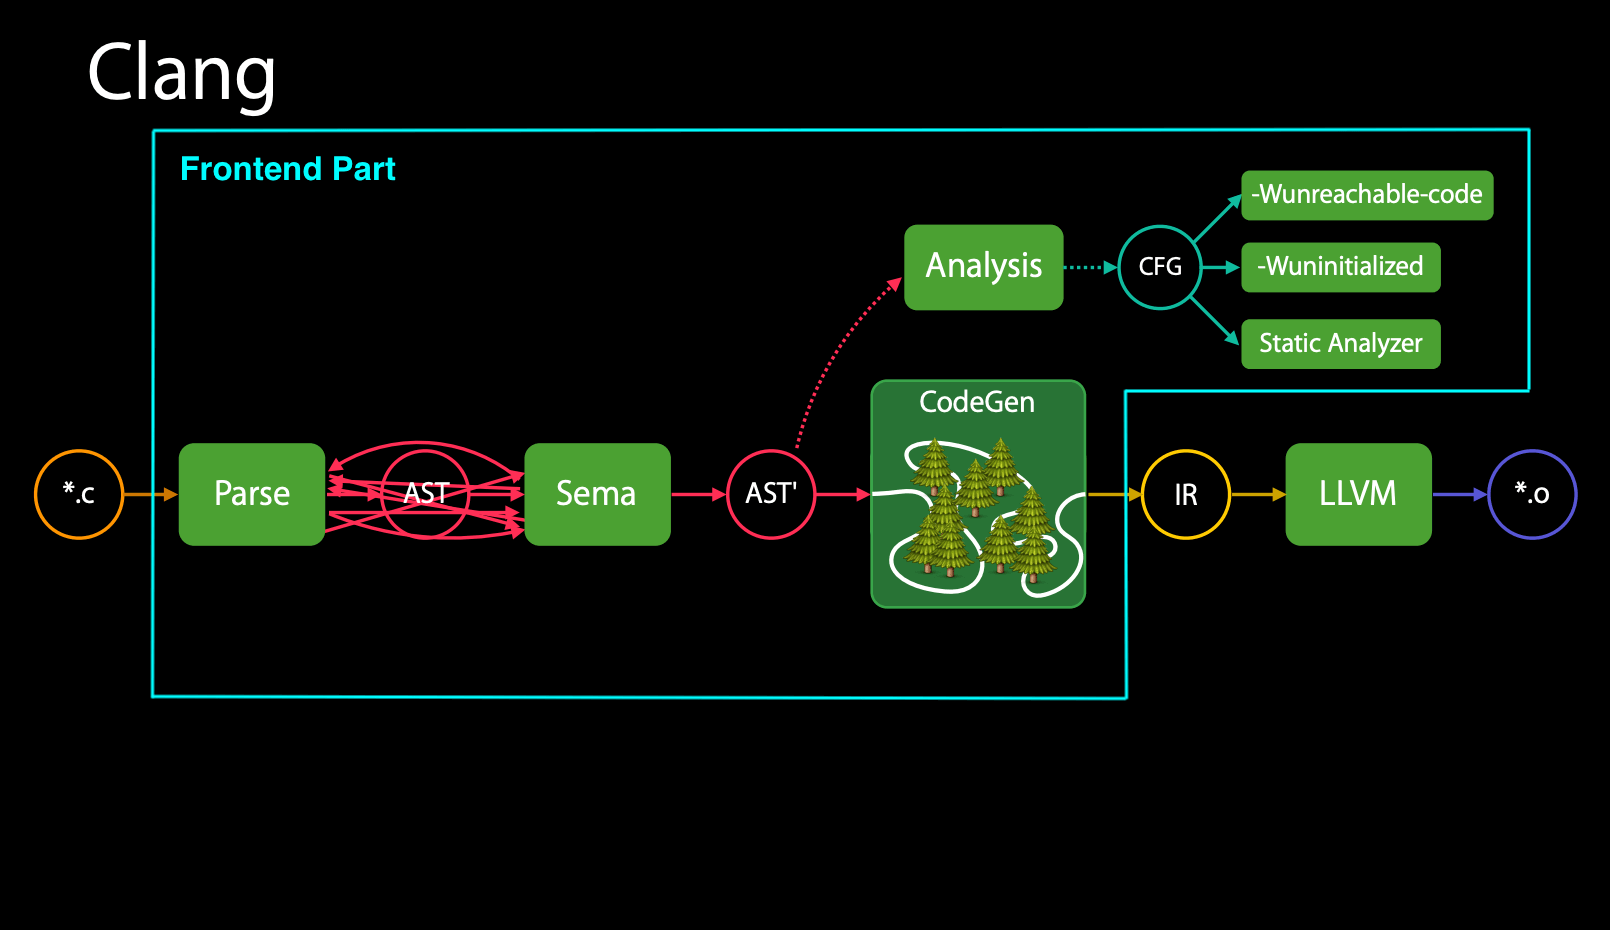 Clang
Frontend Part
-Wunreachable-code
Analysis
CFG
-Wuninitialized
Static Analyzer
CodeGen
*.c
Parse
AST
Sema
AST'
IR
LLVM
*.o